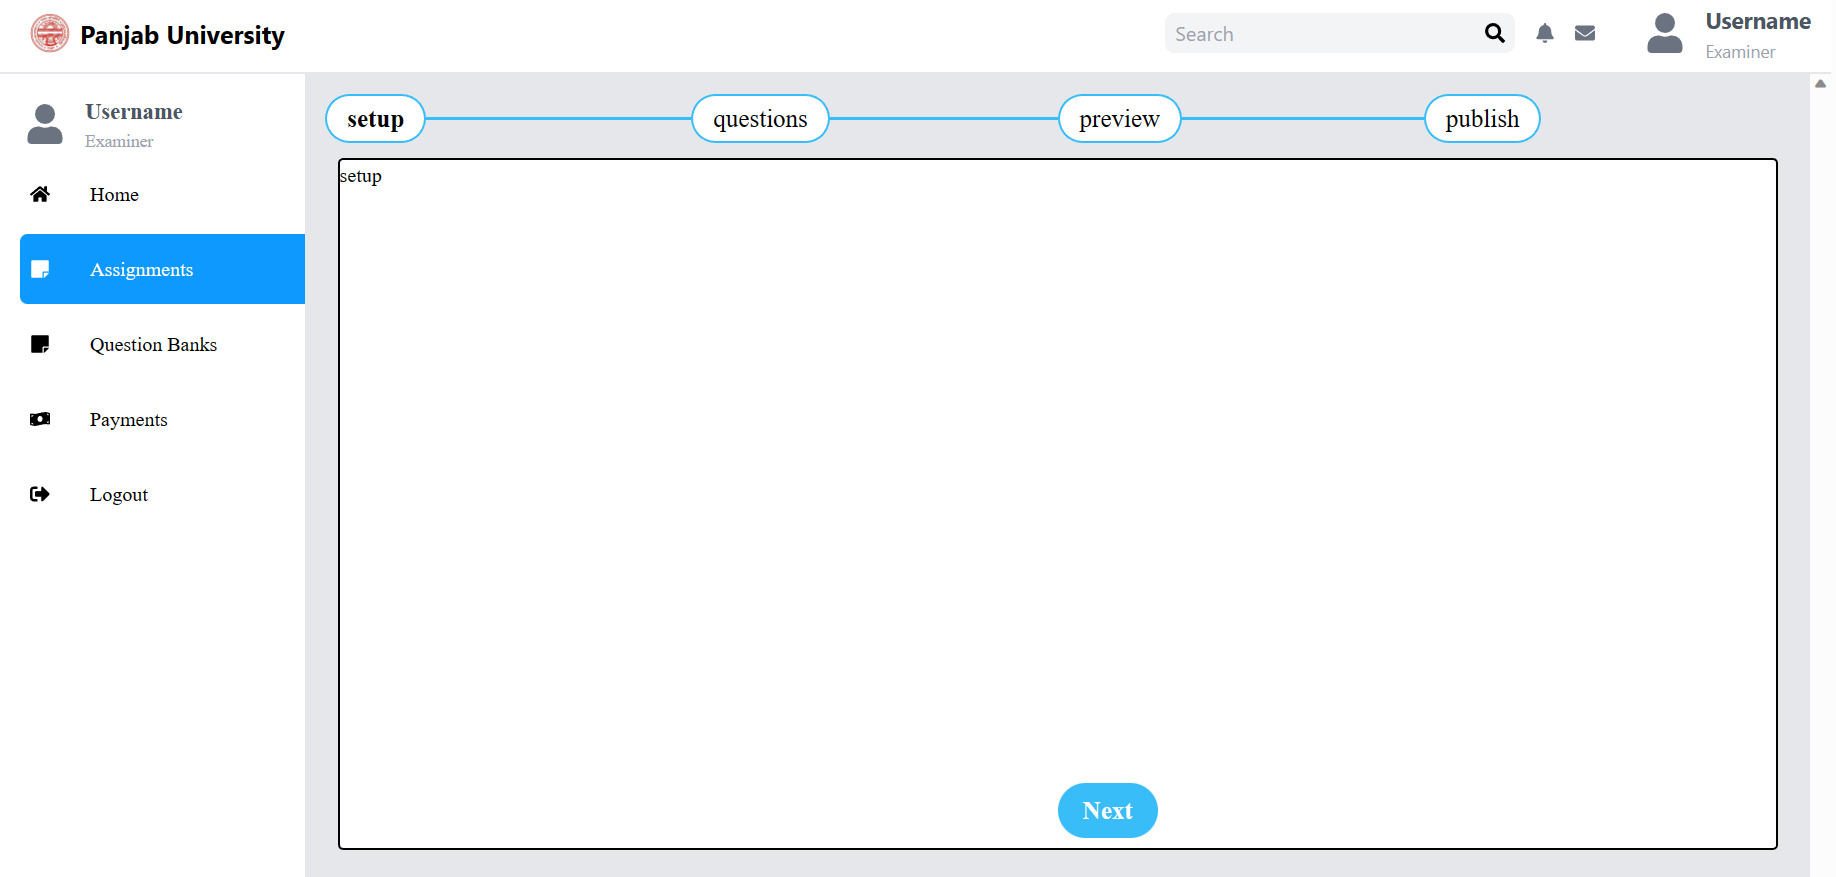 Panjab University
Search
Username
Examiner
Username
Examiner
Home
Assignments
Question Banks
Payments
Logout
setup
questions
preview
publish
setup
Next